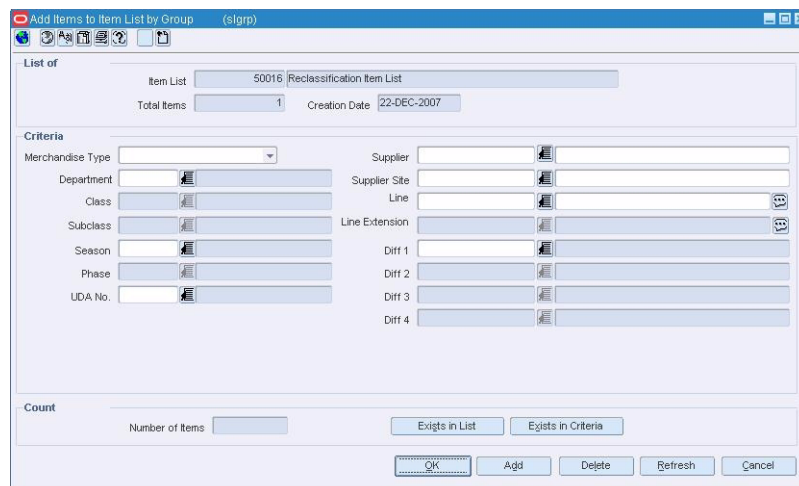 Add Items to Item List by Group (slgrp)
List of
Item List 50016 Reclassification Item List
Total Items 1 Creation Date 22-DEC-2007
Criteria
Merchandise Type Supplier
Department Supplier Site
Class Line
Subclass Line Extension
Season Diff 1
Phase Diff 2
UDA No. Diff 3
Diff 4
Count
Number of Items Exists in List Exists in Criteria
OK Add Delete Refresh Cancel